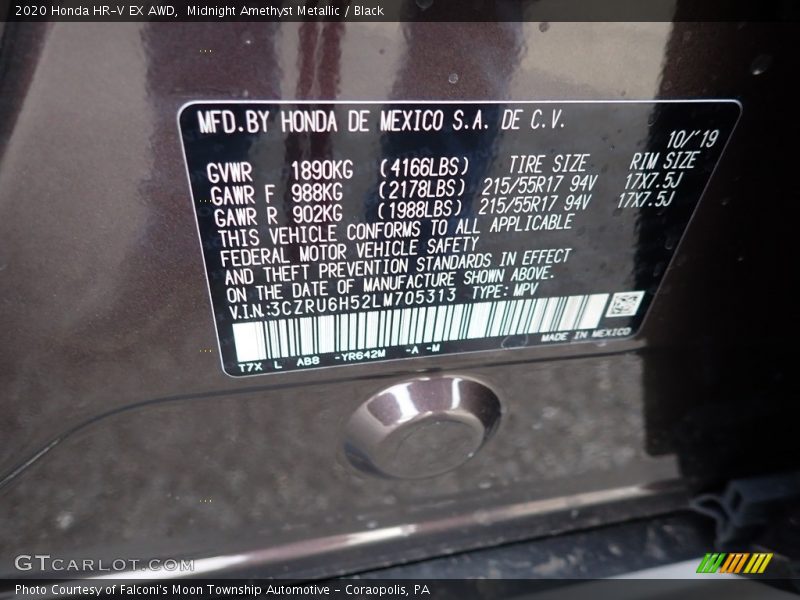 2020 Honda HR-V EX AWD, Midnight Amethyst Metallic / Black
MFD.BY HONDA DE MEXICO S.A. DE C.V.
10/'19
GVWR 1890KG (4166LBS) TIRE SIZE RIM SIZE
GAWR F 988KG (2178LBS) 215/55R17 94V 17X7.5J
GAWR R 902KG (1988LBS) 215/55R17 94V 17X7.5J
THIS VEHICLE CONFORMS TO ALL APPLICABLE
FEDERAL MOTOR VEHICLE SAFETY
AND THEFT PREVENTION STANDARDS IN EFFECT
ON THE DATE OF MANUFACTURE SHOWN ABOVE.
V.I.N.:3CZRU6H52LM705313 TYPE: MPV
MADE IN MEXICO
T7X L AB8 -YR642M -A -M
GTCARLOT.COM
Photo Courtesy of Falconi's Moon Township Automotive - Coraopolis, PA